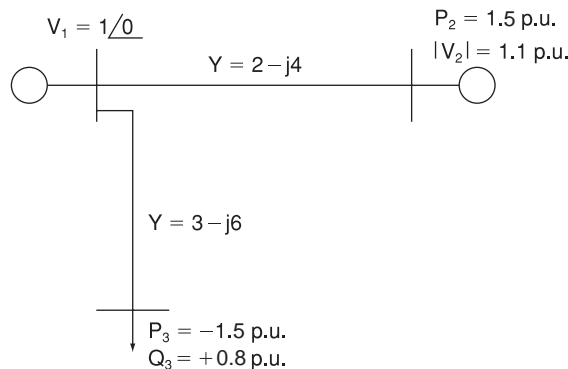 V₁ = 1/0
P₂ = 1.5 p.u.
|V₂| = 1.1 p.u.
Y = 2 – j4
Y = 3 – j6
P₃ = –1.5 p.u.
Q₃ = +0.8 p.u.